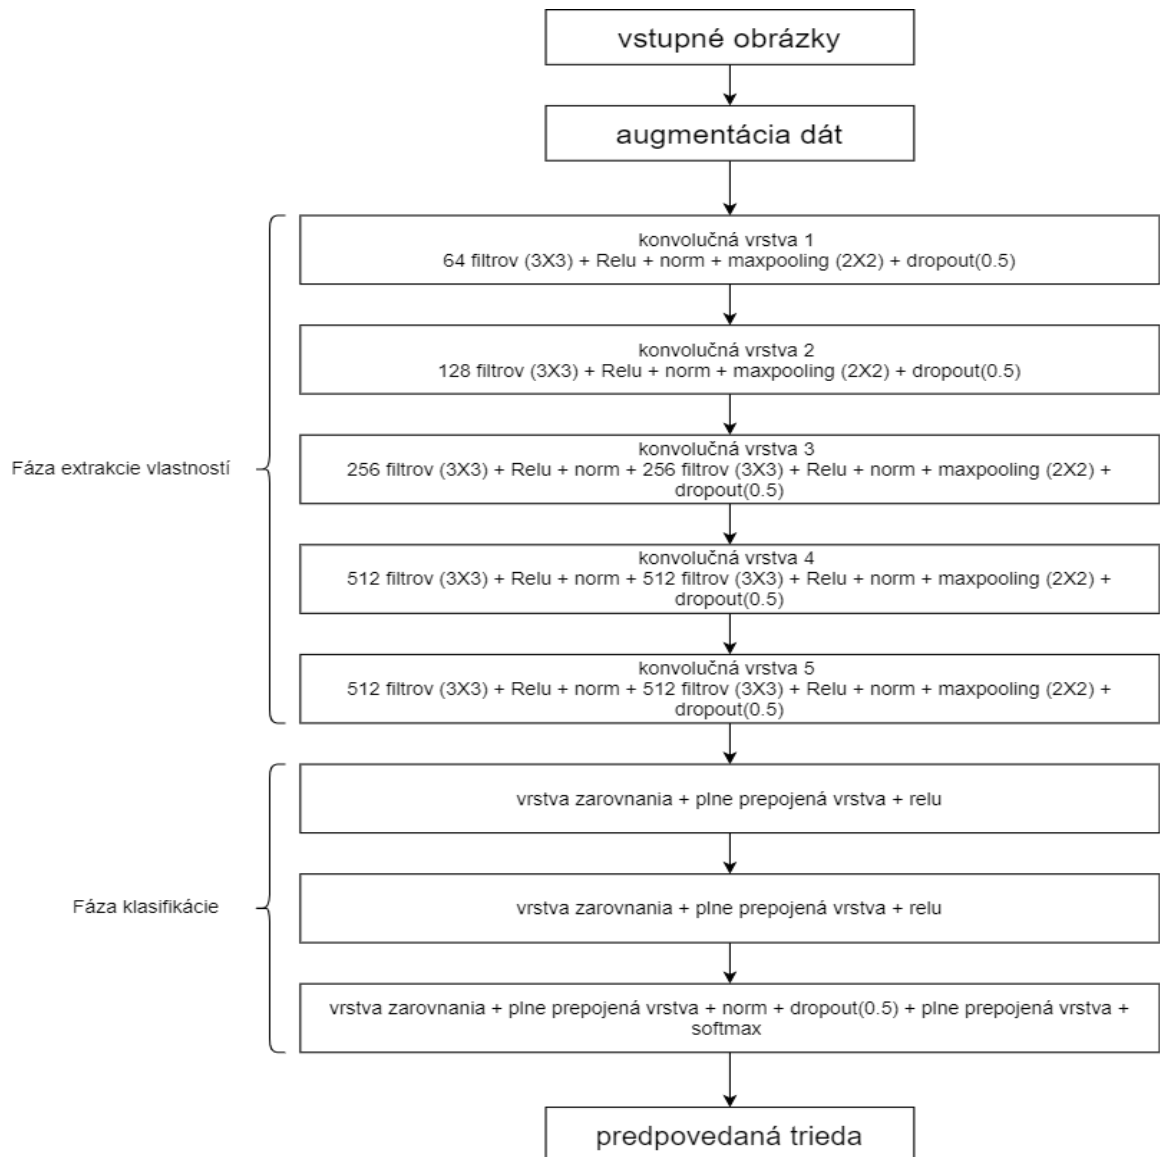 vstupné obrázky
augmentácia dát
konvolučná vrstva 1
64 filtrov (3X3) + Relu + norm + maxpooling (2X2) + dropout(0.5)
konvolučná vrstva 2
128 filtrov (3X3) + Relu + norm + maxpooling (2X2) + dropout(0.5)
Fáza extrakcie vlastností
konvolučná vrstva 3
256 filtrov (3X3) + Relu + norm + 256 filtrov (3X3) + Relu + norm + maxpooling (2X2) +
dropout(0.5)
konvolučná vrstva 4
512 filtrov (3X3) + Relu + norm + 512 filtrov (3X3) + Relu + norm + maxpooling (2X2) +
dropout(0.5)
konvolučná vrstva 5
512 filtrov (3X3) + Relu + norm + 512 filtrov (3X3) + Relu + norm + maxpooling (2X2) +
dropout(0.5)
vrstva zarovnania + plne prepojená vrstva + relu
Fáza klasifikácie
vrstva zarovnania + plne prepojená vrstva + relu
vrstva zarovnania + plne prepojená vrstva + norm + dropout(0.5) + plne prepojená vrstva +
softmax
predpovedaná trieda